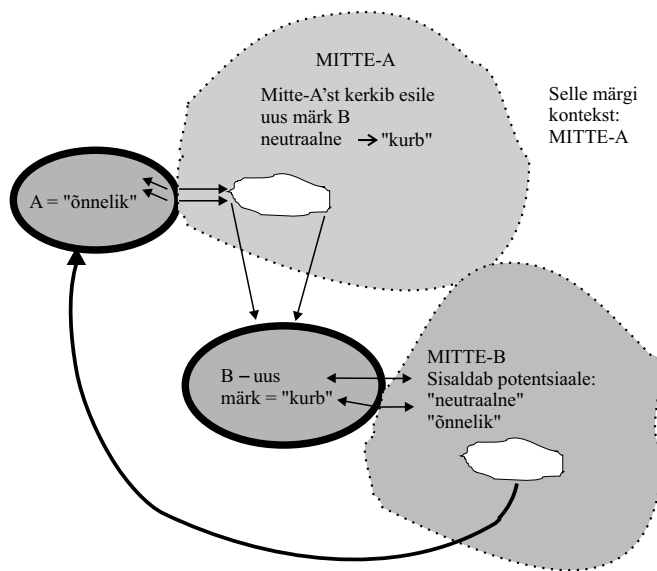 MITTE-A
Mitte-A'st kerkib esile
uus märk B
neutraalne → "kurb"
Selle märgi
kontekst:
MITTE-A
A = "õnnelik"
B – uus
märk = "kurb"
MITTE-B
Sisaldab potentsiaale:
"neutraalne"
"õnnelik"